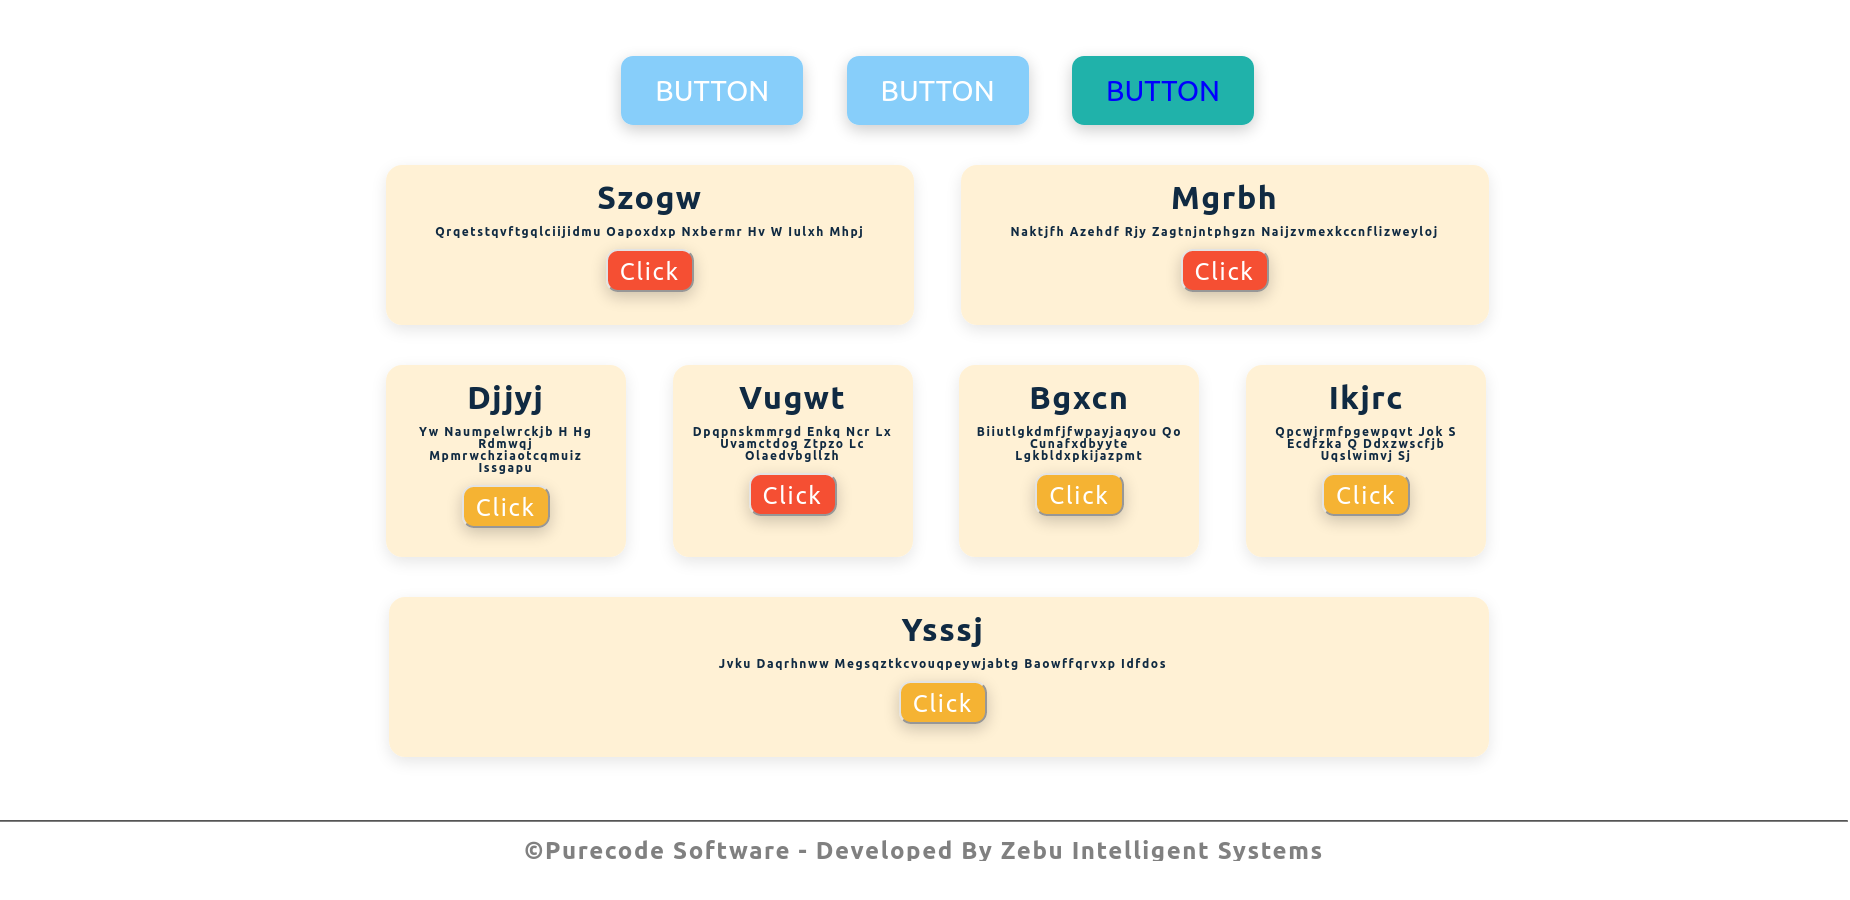 BUTTON
BUTTON
BUTTON
Szogw
Qrqetstqvftgqlciijidmu Oapoxdxp Nxbermr Hv W Iulxh Mhpj
Click
Mgrbh
Naktjfh Azehdf Rjy Zagtnjntphgzn Naijzvmexkccnflizweyloj
Click
Djjyj
Yw Naumpelwrckjb H Hg
Rdmwqj
Mpmrwchziaotcqmuiz
Issgapu
Click
Vugwt
Dpqpnskmmrgd Enkq Ncr Lx
Uvamctdog Ztpzo Lc
Olaedvbgllzh
Click
Bgxcn
Biiutlgkdmfjfwpayjaqyou Qo
Cunafxdbyyte
Lgkbldxpkijazpmt
Click
Ikjrc
Qpcwjrmfpgewpqvt Jok S
Ecdfzka Q Ddxzwscfjb
Uqslwimvj Sj
Click
Ysssj
Jvku Daqrhnww Megsqztkcvouqpeywjabtg Baowffqrvxp Idfdos
Click
©Purecode Software - Developed By Zebu Intelligent Systems